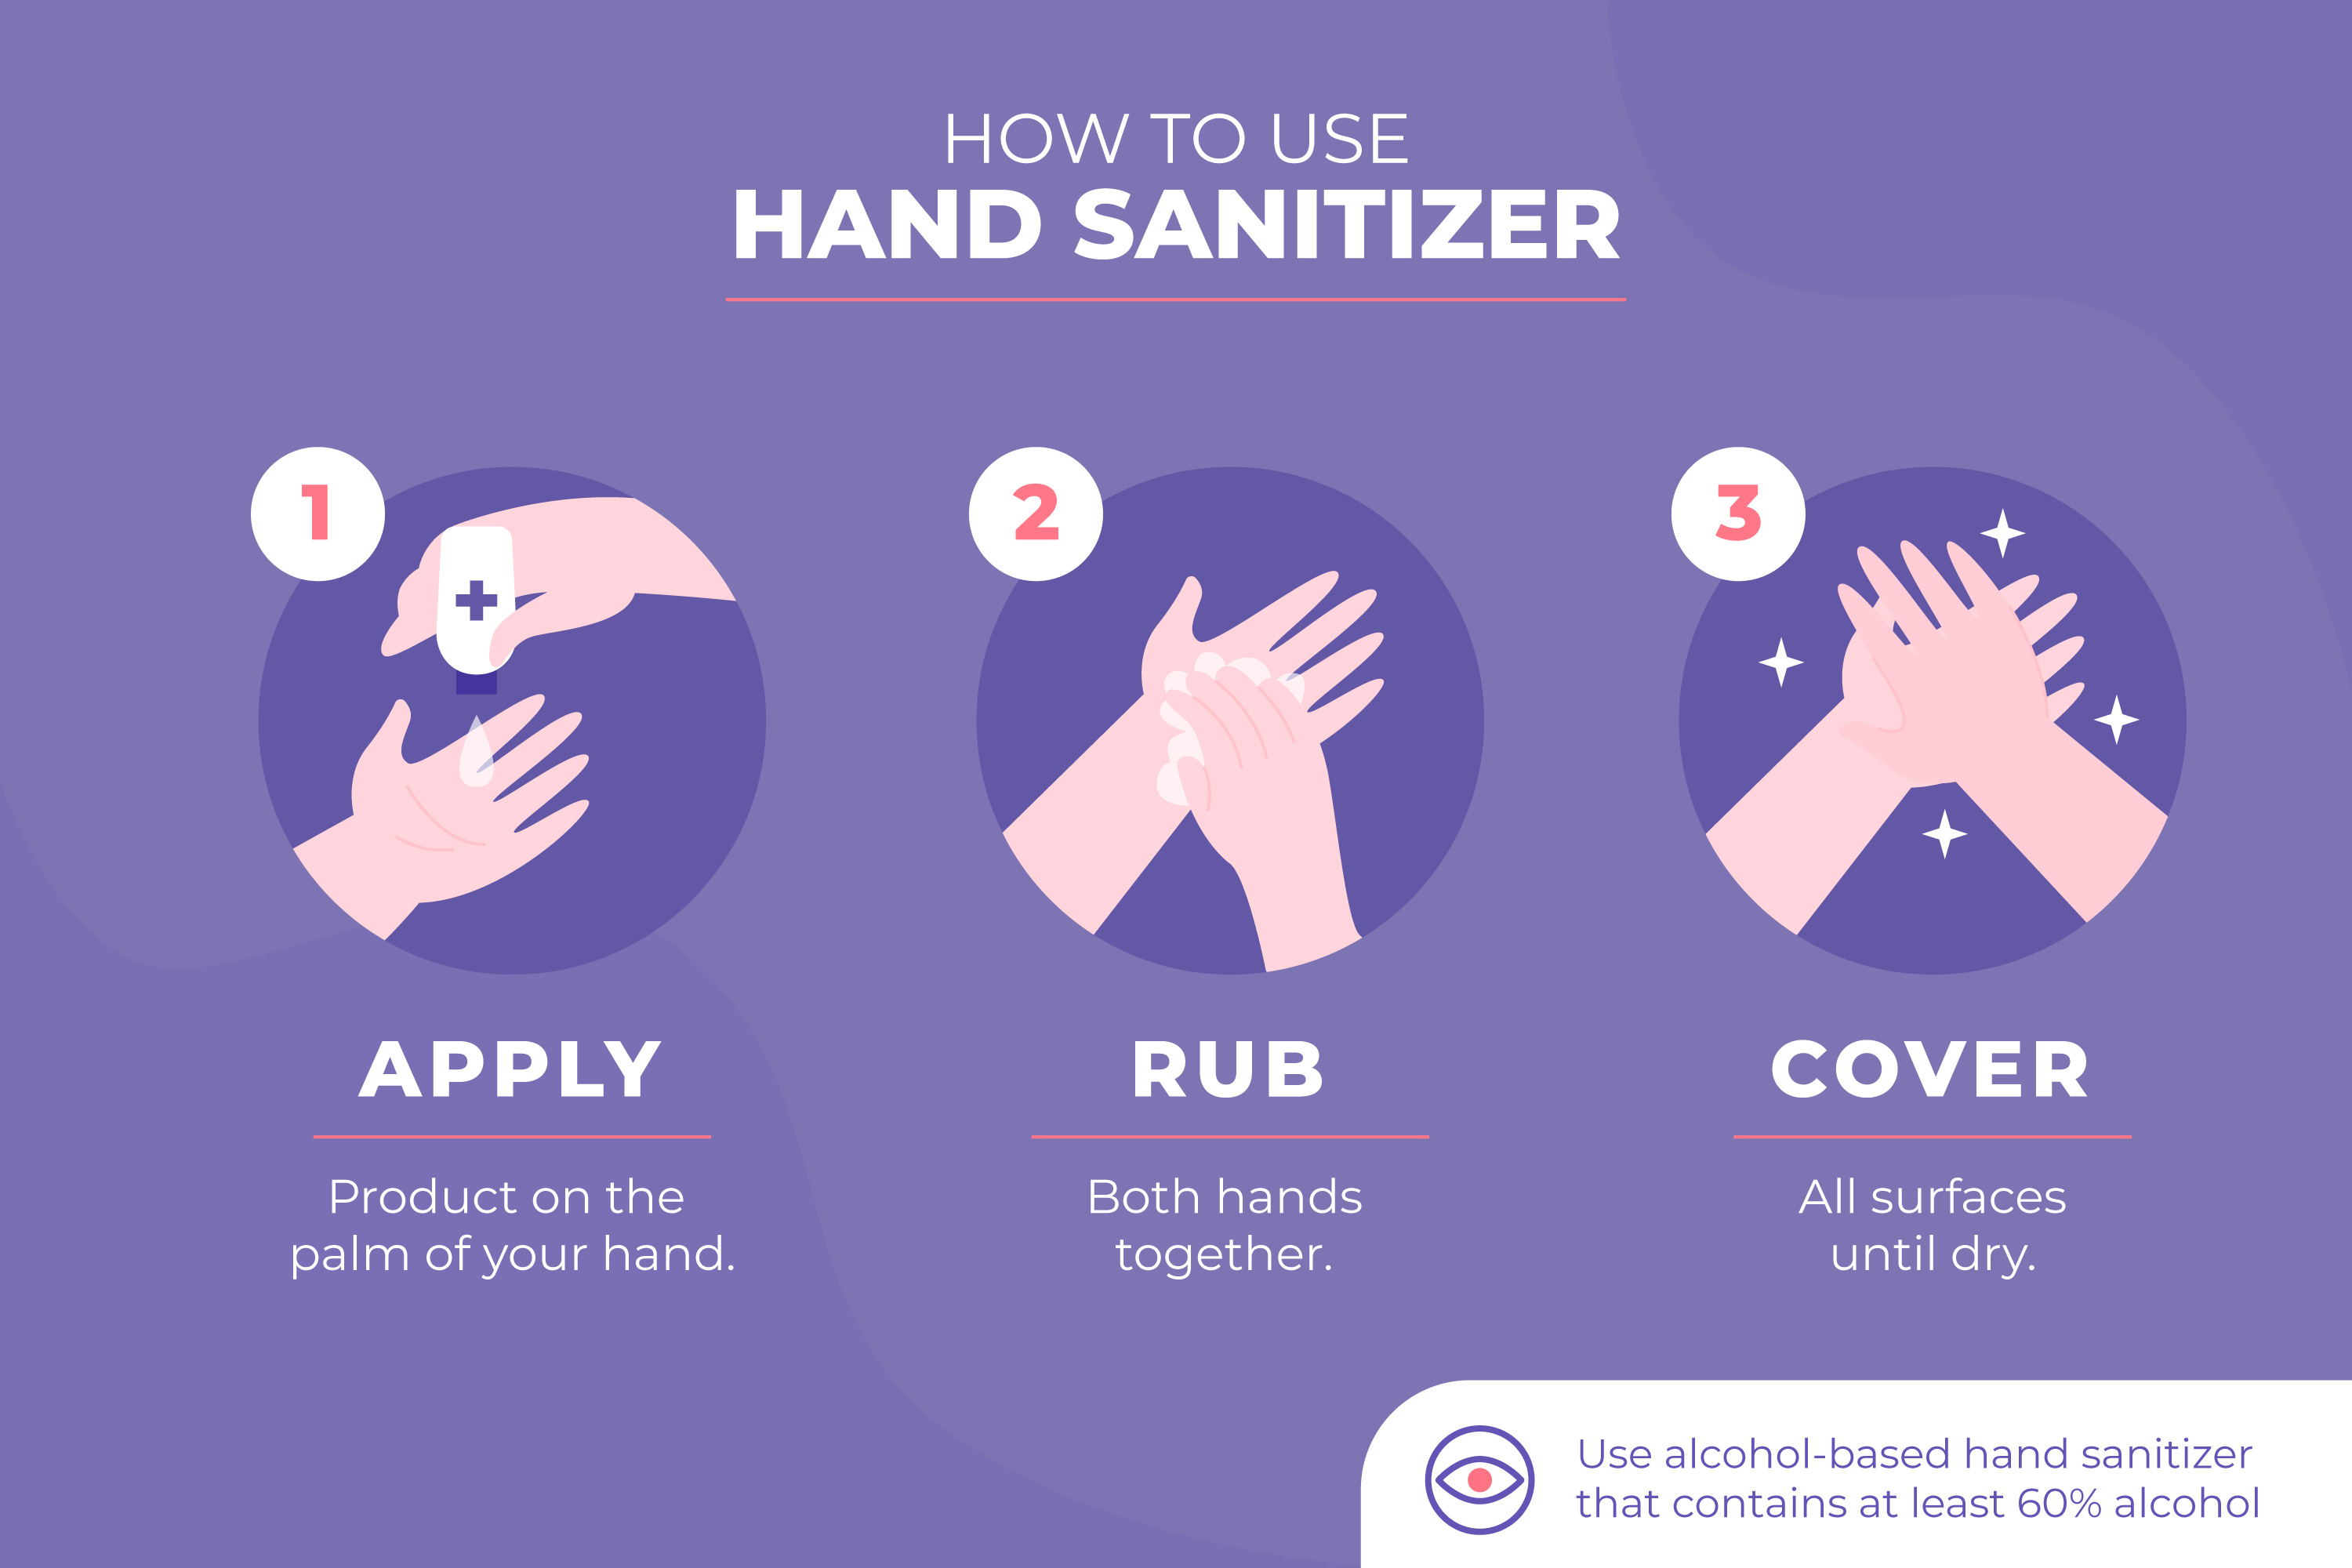 HOW TO USE
HAND SANITIZER
1
2
3
APPLY
Product on the
palm of your hand.
RUB
Both hands
together.
COVER
All surfaces
until dry.
Use alcohol-based hand sanitizer
that contains at least 60% alcohol